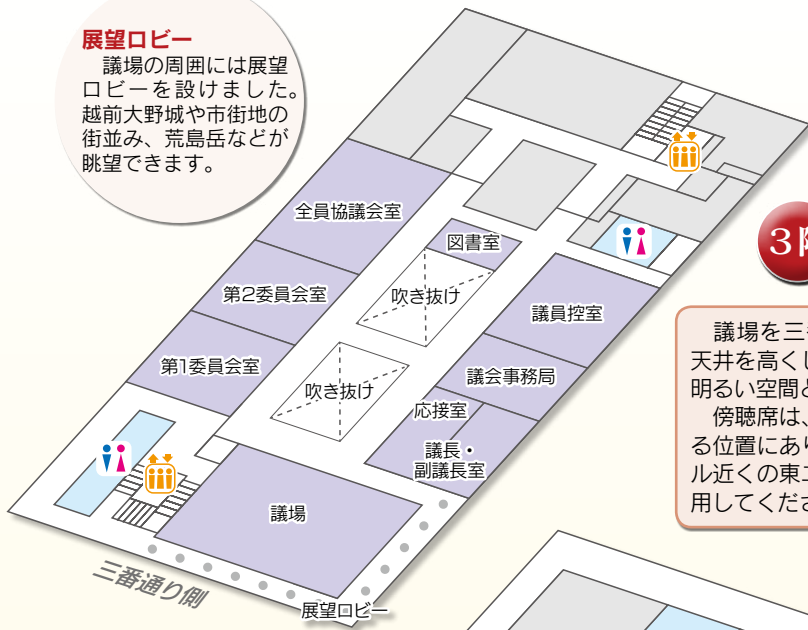 展望ロビー
議場の周囲には展望
ロビーを設けました。
越前大野城や市街地の
街並み、荒島岳などが
眺望できます。
全員協議会室
図書室
第2委員会室
吹き抜け
議員控室
第1委員会室
吹き抜け
議会事務局
応接室
議長・
副議長室
議場
三番通り側
展望ロビー
3階
議場を三
天井を高くし
明るい空間と
傍聴席は、
る位置にあり
ル近くの東エ
用してくださ